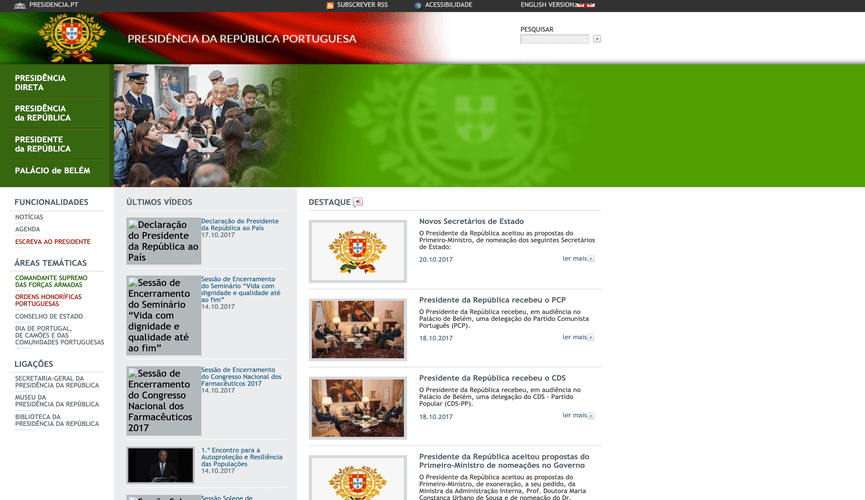 PRESIDENCIA.PT
SUBSCREVER RSS
ACESSIBILIDADE
ENGLISH VERSION
PRESIDÊNCIA DA REPÚBLICA PORTUGUESA
PESQUISAR
PRESIDÊNCIA
DIRETA
PRESIDÊNCIA
da REPÚBLICA
PRESIDENTE
da REPÚBLICA
PALÁCIO de BELÉM
FUNCIONALIDADES
NOTÍCIAS
AGENDA
ESCREVA AO PRESIDENTE
ÁREAS TEMÁTICAS
COMANDANTE SUPREMO
DAS FORÇAS ARMADAS
ORDENS HONORÍFICAS
PORTUGUESAS
CONSELHO DE ESTADO
DIA DE PORTUGAL,
DE CAMÕES E DAS
COMUNIDADES PORTUGUESAS
LIGAÇÕES
SECRETARIA-GERAL DA
PRESIDÊNCIA DA REPÚBLICA
MUSEU DA
PRESIDÊNCIA DA REPÚBLICA
BIBLIOTECA DA
PRESIDÊNCIA DA REPÚBLICA
ÚLTIMOS VÍDEOS
Declaração
do Presidente
da República ao
País
Declaração do Presidente
da República ao País
17.10.2017
Sessão de
Encerramento
do Seminário
“Vida com
dignidade e
qualidade até
ao fim”
Sessão de Encerramento
do Seminário “Vida com
dignidade e qualidade até
ao fim”
14.10.2017
Sessão de
Encerramento
do Congresso
Nacional dos
Farmacêuticos
2017
Sessão de Encerramento
do Congresso Nacional dos
Farmacêuticos 2017
14.10.2017
1.º Encontro para a
Autoproteção e Resiliência
das Populações
14.10.2017
Sessão Solene de
DESTAQUE
Novos Secretários de Estado
O Presidente da República aceitou as propostas do
Primeiro-Ministro, de nomeação dos seguintes Secretários
de Estado:
20.10.2017
ler mais
Presidente da República recebeu o PCP
O Presidente da República recebeu, em audiência no
Palácio de Belém, uma delegação do Partido Comunista
Português (PCP).
18.10.2017
ler mais
Presidente da República recebeu o CDS
O Presidente da República recebeu, em audiência no
Palácio de Belém, uma delegação do CDS - Partido
Popular (CDS-PP).
18.10.2017
ler mais
Presidente da República aceitou propostas do
Primeiro-Ministro de nomeações no Governo
O Presidente da República aceitou as propostas do
Primeiro-Ministro, de exoneração, a seu pedido, da
Ministra da Administração Interna, Prof. Doutora Maria
Constança Urbano de Sousa e de nomeação do Dr.